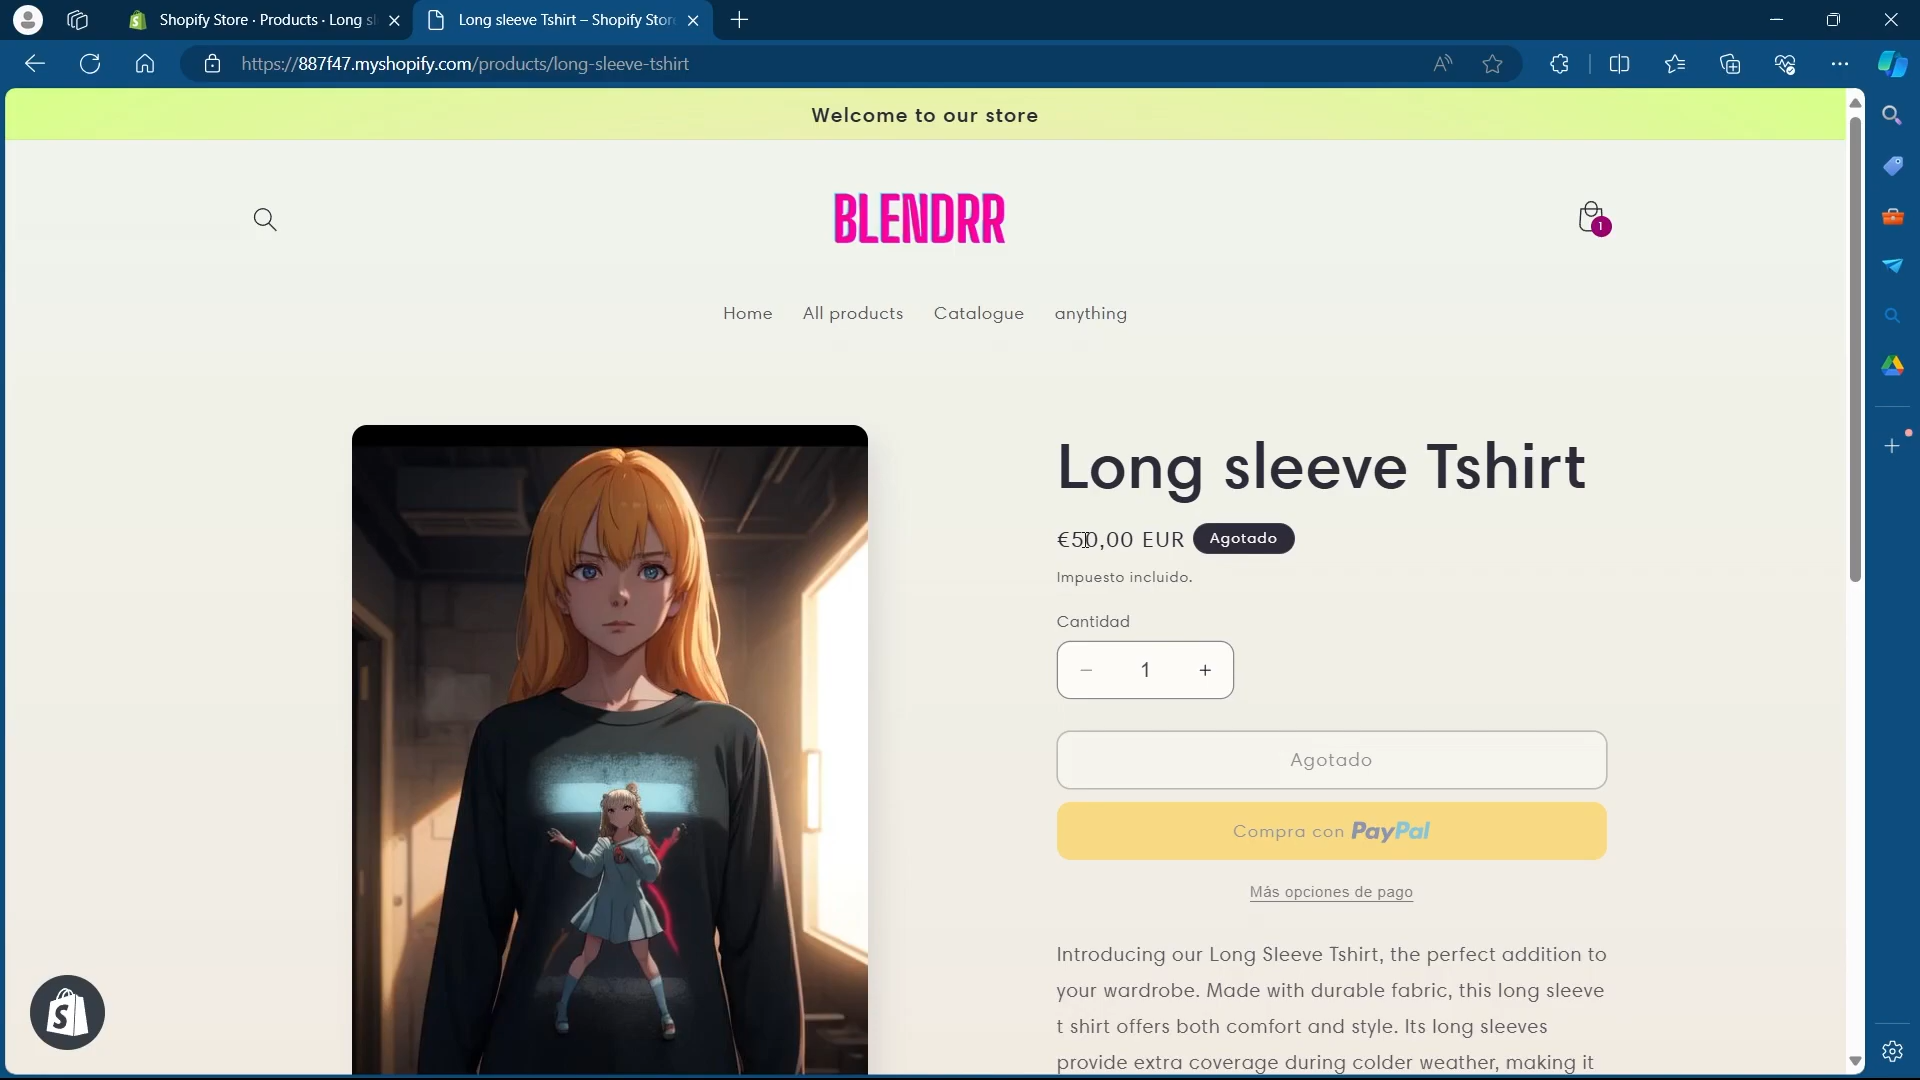 Shopify Store · Products · Long sl
Long sleeve Tshirt – Shopify Stor
https://887f47.myshopify.com/products/long-sleeve-tshirt
Welcome to our store
BLENDRR
1
Home
All products
Catalogue
anything
Long sleeve Tshirt
€50,00 EUR
Agotado
Impuesto incluido.
Cantidad
− 1 +
Agotado
Compra con PayPal
Más opciones de pago
Introducing our Long Sleeve Tshirt, the perfect addition to
your wardrobe. Made with durable fabric, this long sleeve
t shirt offers both comfort and style. Its long sleeves
provide extra coverage during colder weather, making it